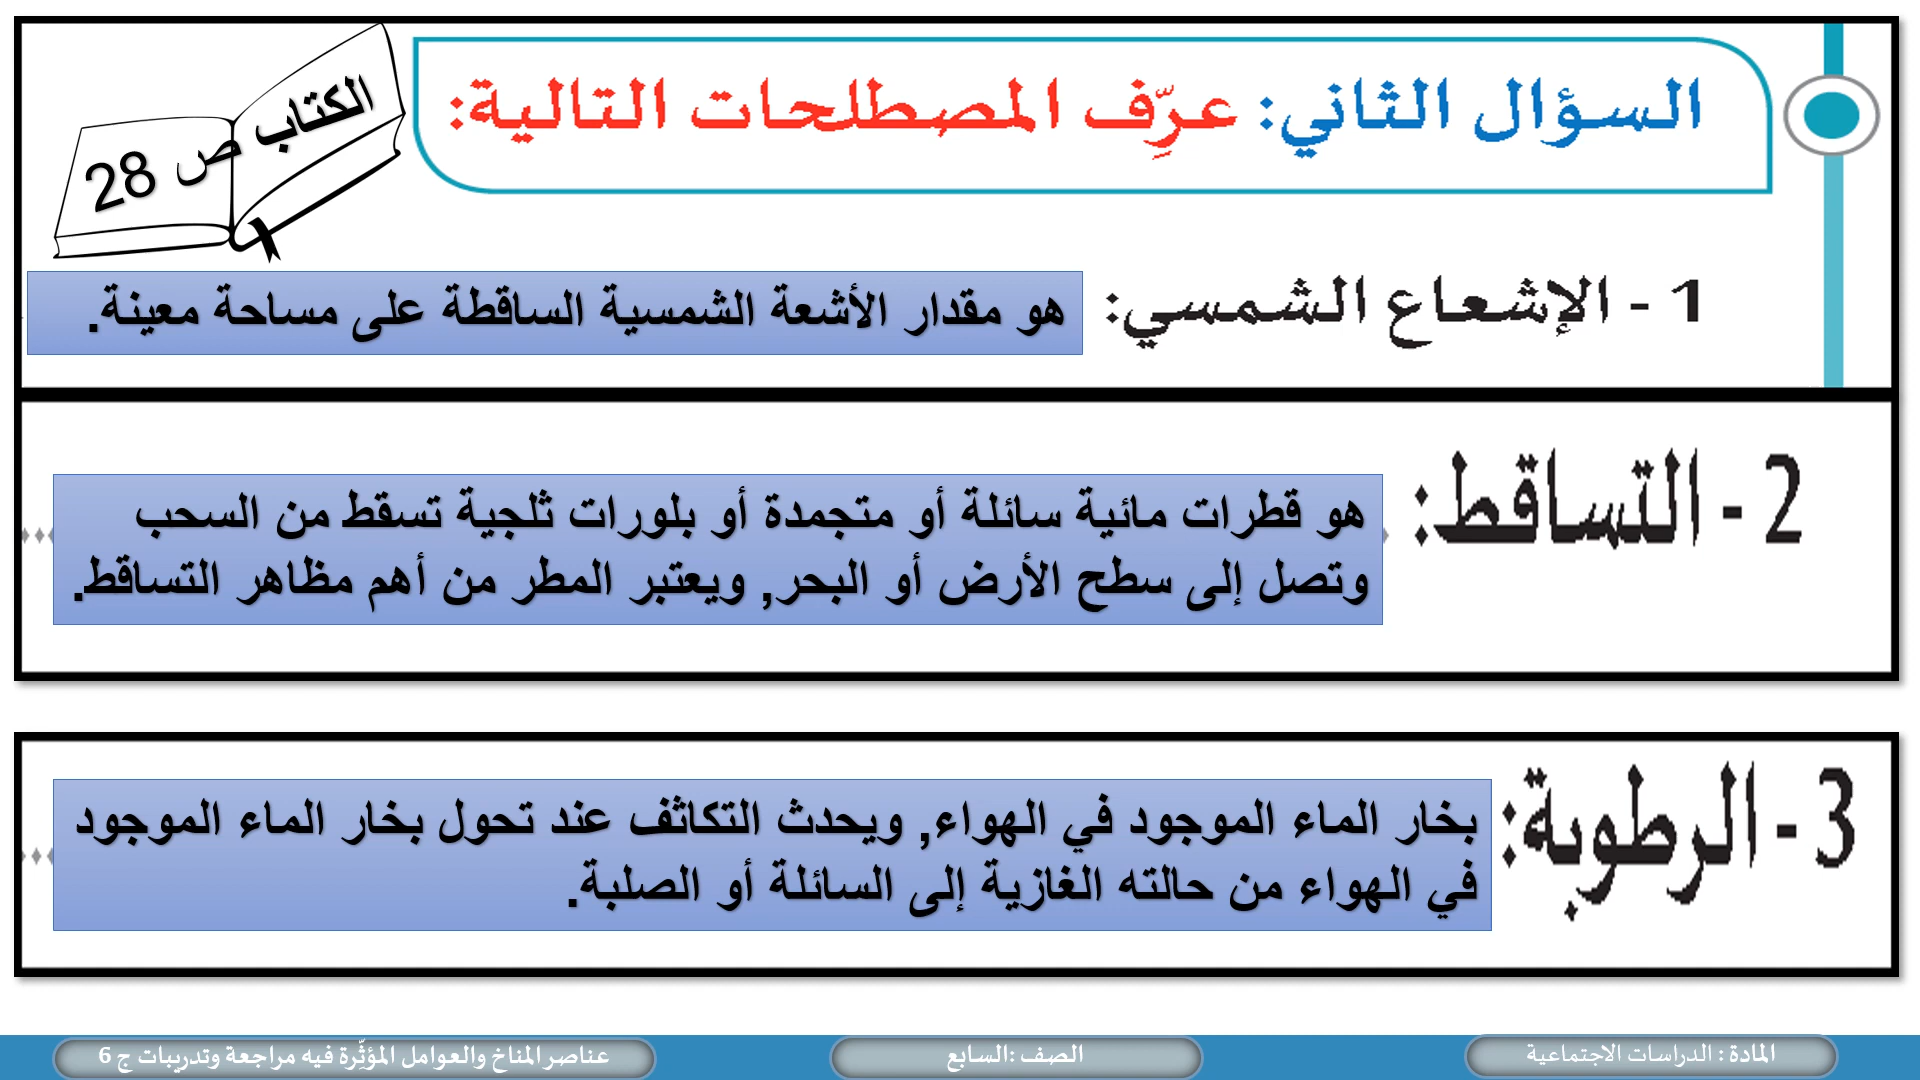 السؤال الثاني: عرِّف المصطلحات التالية:
الكتاب ص 28
1 - الإشعاع الشمسي:
هو مقدار الأشعة الشمسية الساقطة على مساحة معينة.
2 - التساقط:
هو قطرات مائية سائلة أو متجمدة أو بلورات ثلجية تسقط من السحب
وتصل إلى سطح الأرض أو البحر, ويعتبر المطر من أهم مظاهر التساقط.
3 - الرطوبة:
بخار الماء الموجود في الهواء, ويحدث التكاثف عند تحول بخار الماء الموجود
في الهواء من حالته الغازية إلى السائلة أو الصلبة.
المادة : الدراسات الاجتماعية
الصف :السابع
عناصر المناخ والعوامل المؤثِّرة فيه مراجعة وتدريبات ج 6